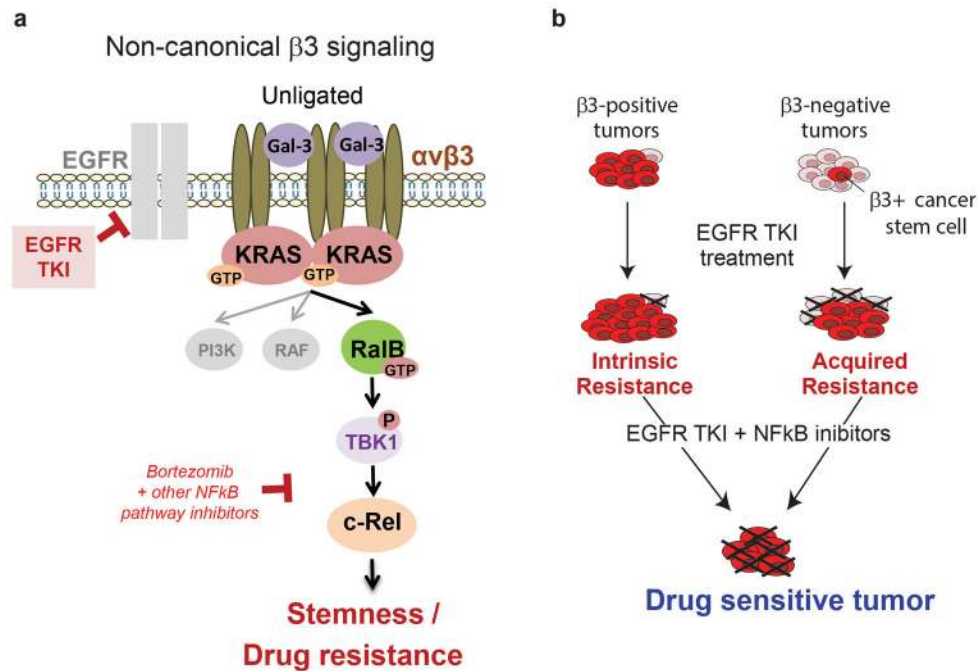 a
Non-canonical β3 signaling
Unligated
EGFR
Gal-3
Gal-3
αvβ3
EGFR
TKI
KRAS
KRAS
GTP
GTP
PI3K
RAF
RalB
GTP
P
TBK1
Bortezomib
+ other NFkB
pathway inhibitors
c-Rel
Stemness /
Drug resistance
b
β3-positive
tumors
β3-negative
tumors
β3+ cancer
stem cell
EGFR TKI
treatment
Intrinsic
Resistance
Acquired
Resistance
EGFR TKI + NFkB inibitors
Drug sensitive tumor